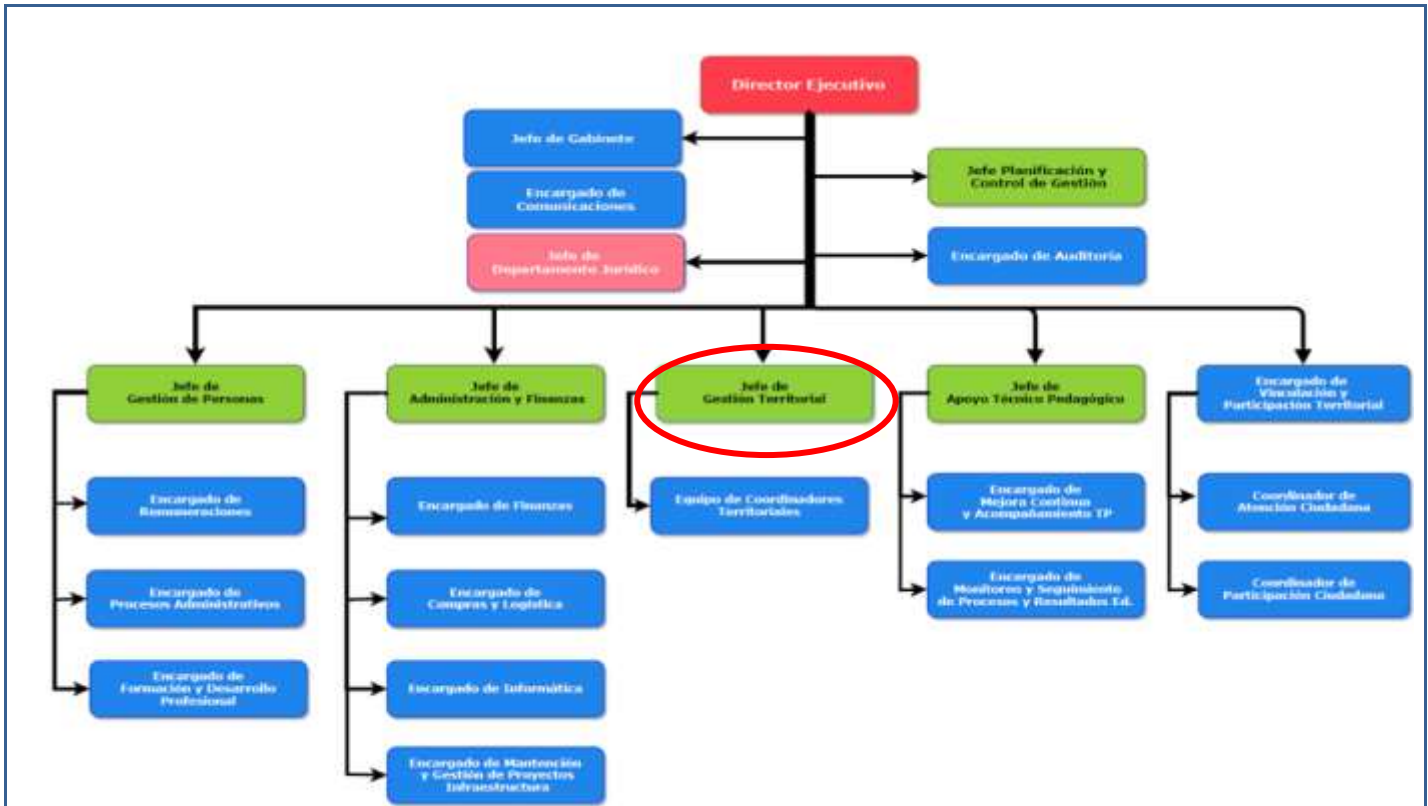 Director Ejecutivo
Jefe de Gabinete
Jefe Planificación y
Control de Gestión
Encargado de
Comunicaciones
Jefe de
Departamento Jurídico
Encargado de Auditoría
Jefe de
Gestión de Personas
Jefe de
Administración y Finanzas
Jefe de
Gestión Territorial
Jefe de
Apoyo Técnico Pedagógico
Encargado de
Vinculación y
Participación Territorial
Encargado de
Remuneraciones
Encargado de Finanzas
Equipo de Coordinadores
Territoriales
Encargado de
Mejora Continua
y Acompañamiento TP
Coordinador de
Atención Ciudadana
Encargado de
Procesos Administrativos
Encargado de
Compras y Logística
Encargado de
Monitoreo y Seguimiento
de Procesos y Resultados Ed.
Coordinador de
Participación Ciudadana
Encargado de
Formación y Desarrollo
Profesional
Encargado de Informática
Encargado de Mantención
y Gestión de Proyectos
Infraestructura